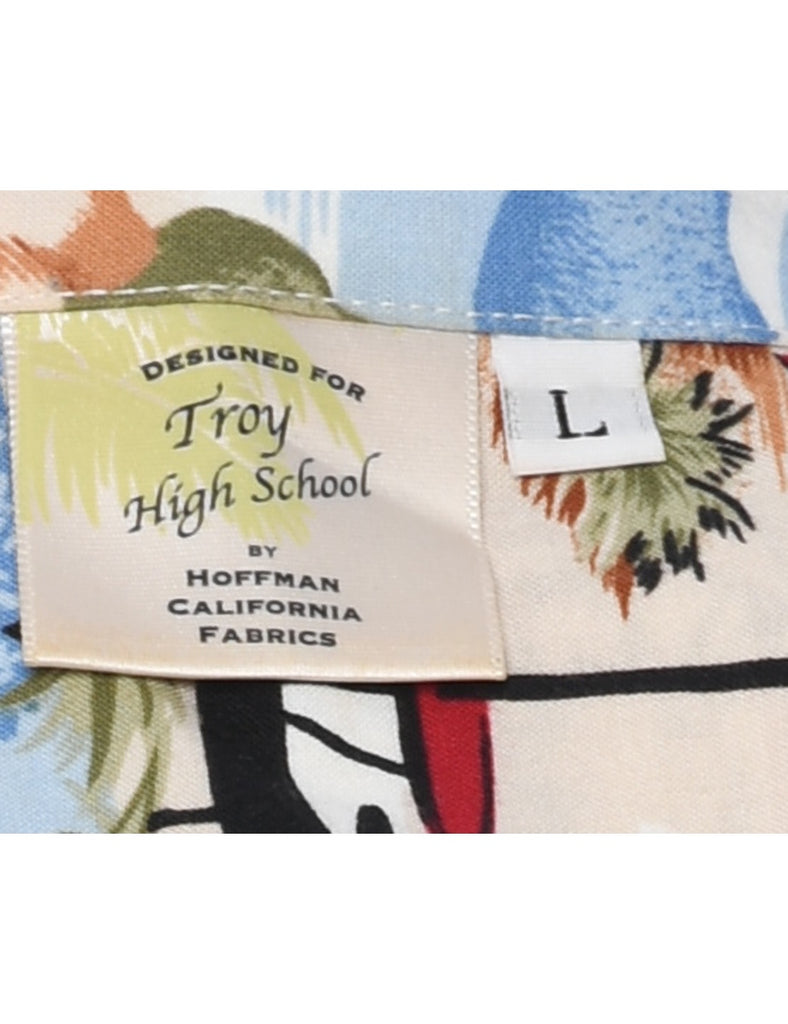 DESIGNED FOR
Troy
High School
BY
HOFFMAN
CALIFORNIA
FABRICS
L